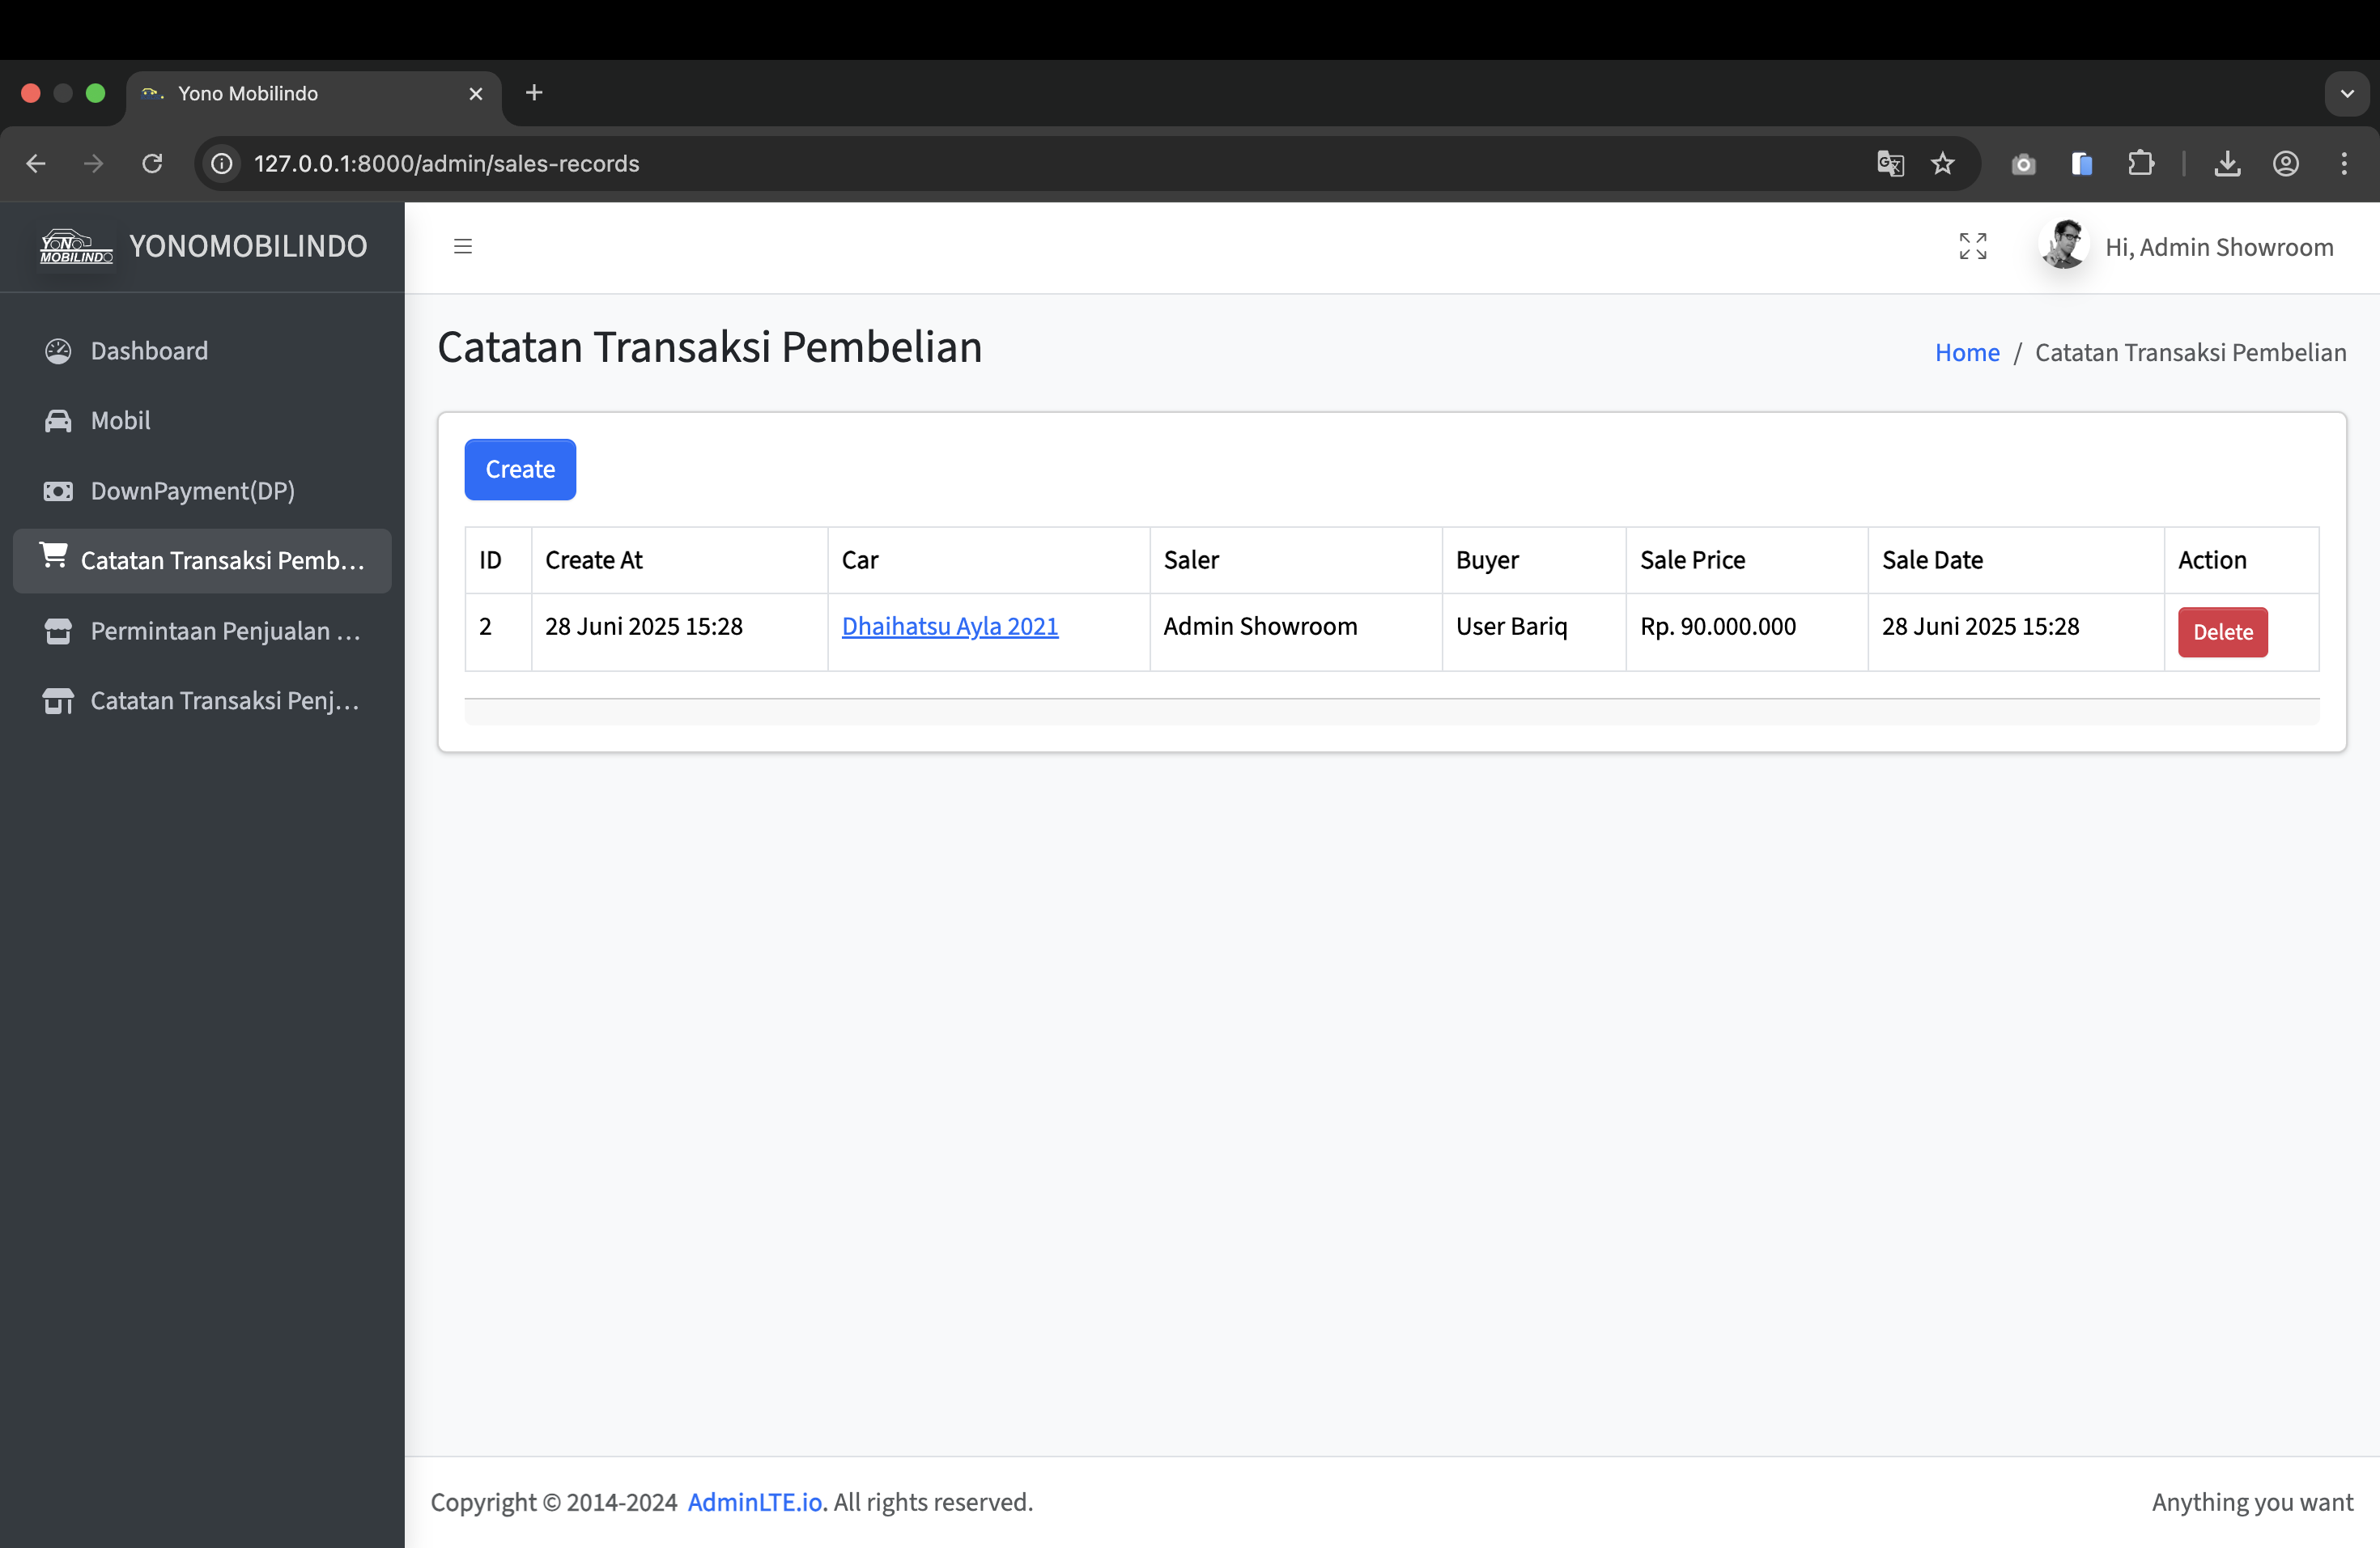 Yono Mobilindo
127.0.0.1:8000/admin/sales-records
YONO MOBILINDO
YONOMOBILINDO
Hi, Admin Showroom
Dashboard
Mobil
DownPayment(DP)
Catatan Transaksi Pemb...
Permintaan Penjualan ...
Catatan Transaksi Penj...
Catatan Transaksi Pembelian
Home / Catatan Transaksi Pembelian
Create
ID Create At Car Saler Buyer Sale Price Sale Date Action
2 28 Juni 2025 15:28 Dhaihatsu Ayla 2021 Admin Showroom User Bariq Rp. 90.000.000 28 Juni 2025 15:28 Delete
Copyright © 2014-2024 AdminLTE.io. All rights reserved.
Anything you want